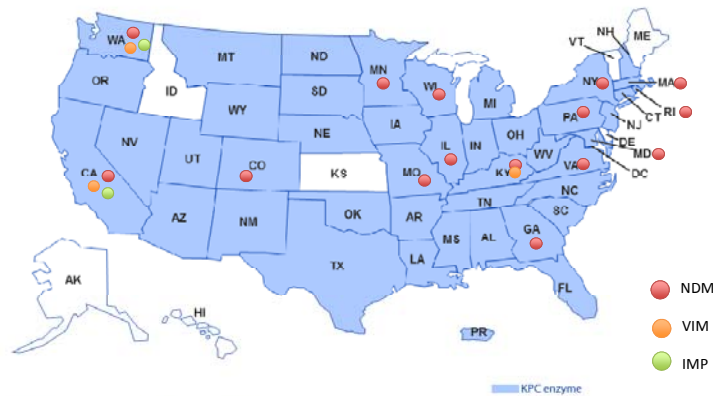 NH
ME
WA
VT
MT
ND
MN
OR
ID
SD
WI
MI
NY
MA
RI
CT
WY
IA
PA
NJ
NE
NV
OH
IL
IN
DE
UT
CO
WV
MD
CA
KS
MO
KY
VA
DC
NC
TN
AZ
NM
OK
AR
SC
MS
AL
GA
TX
LA
AK
FL
NDM
HI
VIM
PR
IMP
KPC enzyme